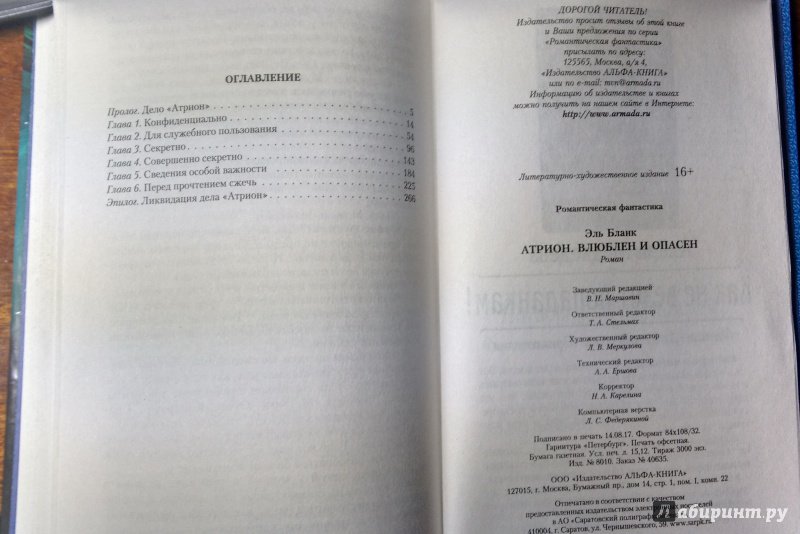 ОГЛАВЛЕНИЕ
Пролог. Дело «Атрион» . . . 5
Глава 1. Конфиденциально . . . 14
Глава 2. Для служебного пользования . . . 54
Глава 3. Секретно . . . 96
Глава 4. Совершенно секретно . . . 143
Глава 5. Сведения особой важности . . . 184
Глава 6. Перед прочтением сжечь . . . 225
Эпилог. Ликвидация дела «Атрион» . . . 266
ДОРОГОЙ ЧИТАТЕЛЬ!
Издательство просит отзывы об этой книге
и Ваши предложения по серии
«Романтическая фантастика»
присылать по адресу:
125565, Москва, а/я 4,
«Издательство АЛЬФА-КНИГА»
или по e-mail: mvn@armada.ru
Информацию об издательстве и книгах
можно получить на нашем сайте в Интернете:
http://www.armada.ru
Литературно-художественное издание 16+
Романтическая фантастика
Эль Бланк
АТРИОН. ВЛЮБЛЕН И ОПАСЕН
Роман
Заведующий редакцией
В. Н. Маршавин
Ответственный редактор
Т. А. Стельмах
Художественный редактор
Л. В. Меркулова
Технический редактор
А. А. Ершова
Корректор
Н. А. Карелина
Компьютерная верстка
Л. С. Федерякиной
Подписано в печать 14.08.17. Формат 84х108/32.
Гарнитура «Петербург». Печать офсетная.
Бумага газетная. Усл. печ. л. 15,12. Тираж 3000 экз.
Изд. № 8010. Заказ № 40635.
ООО «Издательство АЛЬФА-КНИГА»
127015, г. Москва, Бумажный пр., дом 14, стр. 1, пом. I, комн. 22
Отпечатано в соответствии с качеством
предоставленных издательством электронных носителей
в АО «Саратовский
410004, г. Саратов, ул. Чернышевского, 59. www.sarpk.ru
Лабиринт.ру